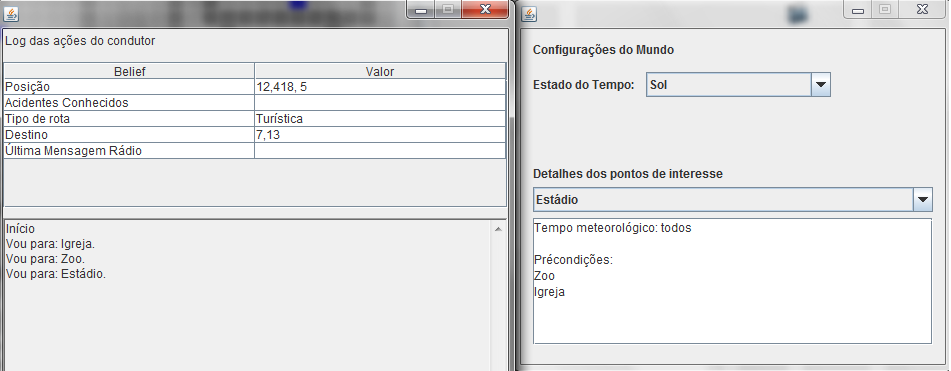 Log das ações do condutor
Belief Valor
Posição 12,418, 5
Acidentes Conhecidos
Tipo de rota Turística
Destino 7,13
Última Mensagem Rádio
Início
Vou para: Igreja.
Vou para: Zoo.
Vou para: Estádio.
Configurações do Mundo
Estado do Tempo: Sol
Detalhes dos pontos de interesse
Estádio
Tempo meteorológico: todos
Précondições:
Zoo
Igreja